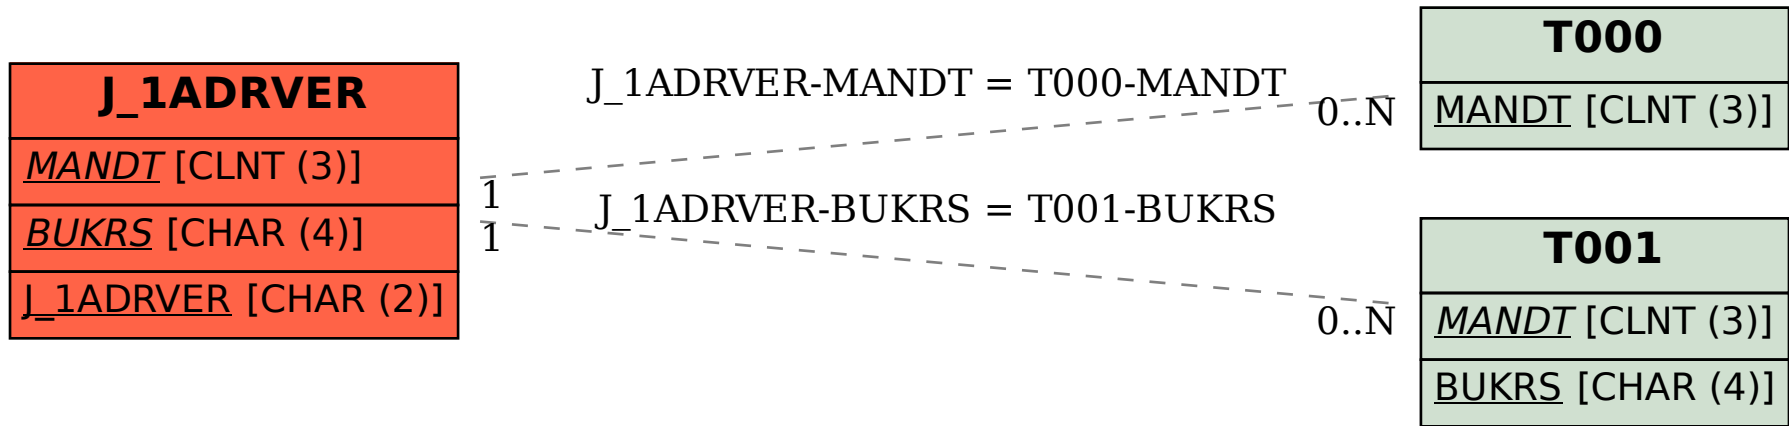 J_1ADRVER
MANDT [CLNT (3)]
BUKRS [CHAR (4)]
J_1ADRVER [CHAR (2)]
J_1ADRVER-MANDT = T000-MANDT
1
0..N
J_1ADRVER-BUKRS = T001-BUKRS
1
0..N
T000
MANDT [CLNT (3)]
T001
MANDT [CLNT (3)]
BUKRS [CHAR (4)]